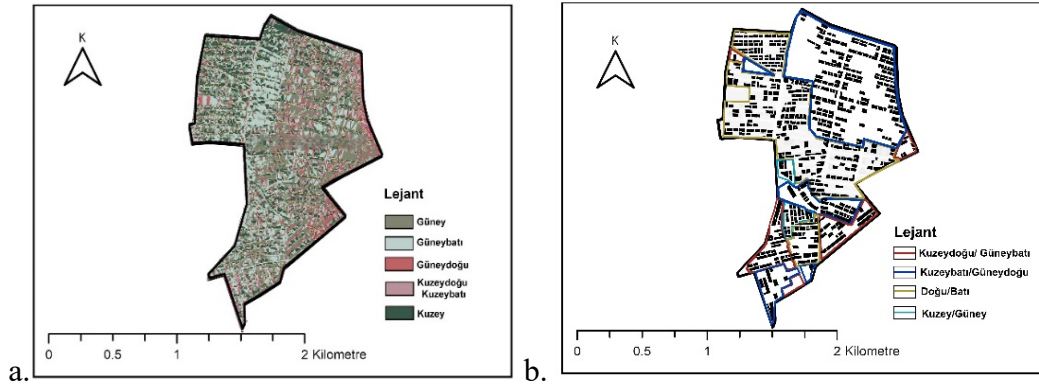 K
Lejant
Güney
Güneybatı
Güneydoğu
Kuzeydoğu
Kuzeybatı
Kuzey
0 0.5 1 2 Kilometre
a.
K
Lejant
Kuzeydoğu/ Güneybatı
Kuzeybatı/Güneydoğu
Doğu/Batı
Kuzey/Güney
0 0.5 1 2 Kilometre
b.